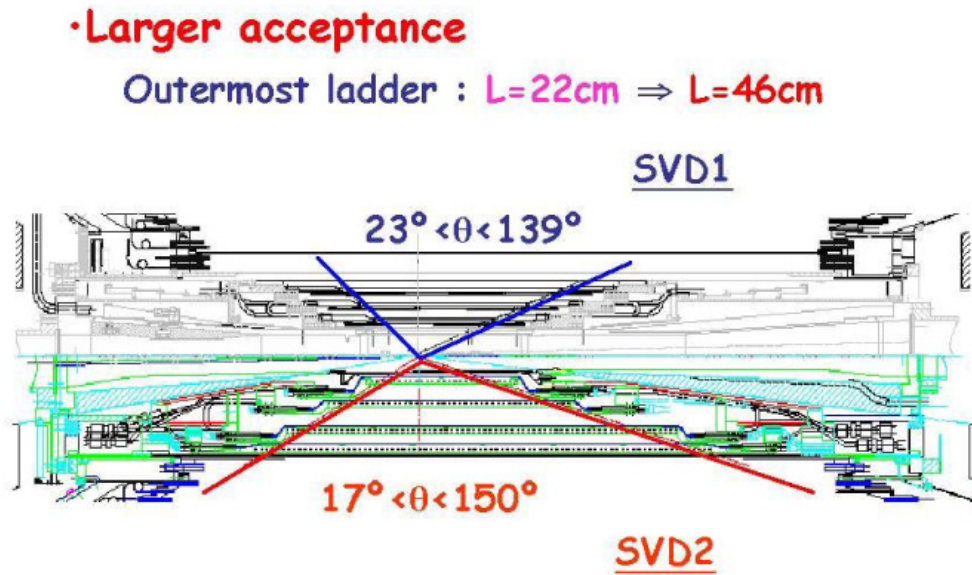 ·Larger acceptance
Outermost ladder : L=22cm ⇒ L=46cm
SVD1
23° <θ< 139°
17° <θ< 150°
SVD2